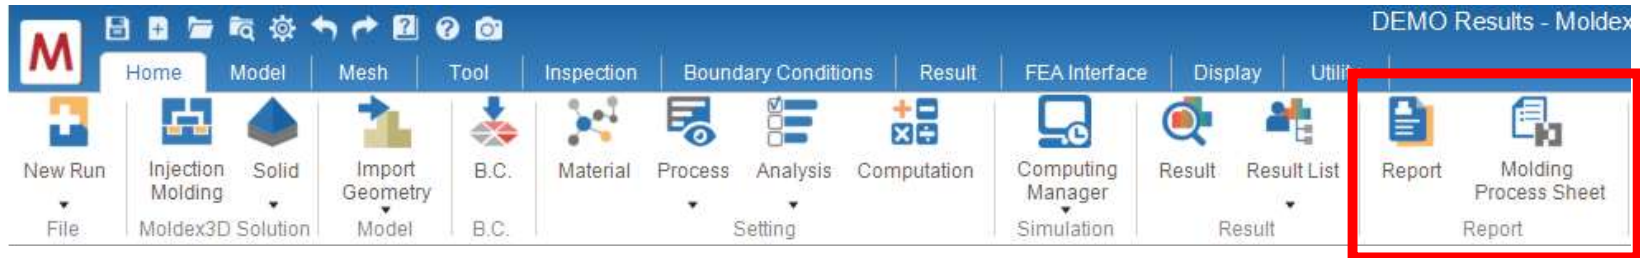 DEMO Results - Moldex
M
Home Model Mesh Tool Inspection Boundary Conditions Result FEA Interface Display Utility
New Run
Injection
Molding
Solid
Import
Geometry
B.C.
Material
Process
Analysis
Computation
Computing
Manager
Result
Result List
Report
Molding
Process Sheet
File Moldex3D Solution Model B.C. Setting Simulation Result Report